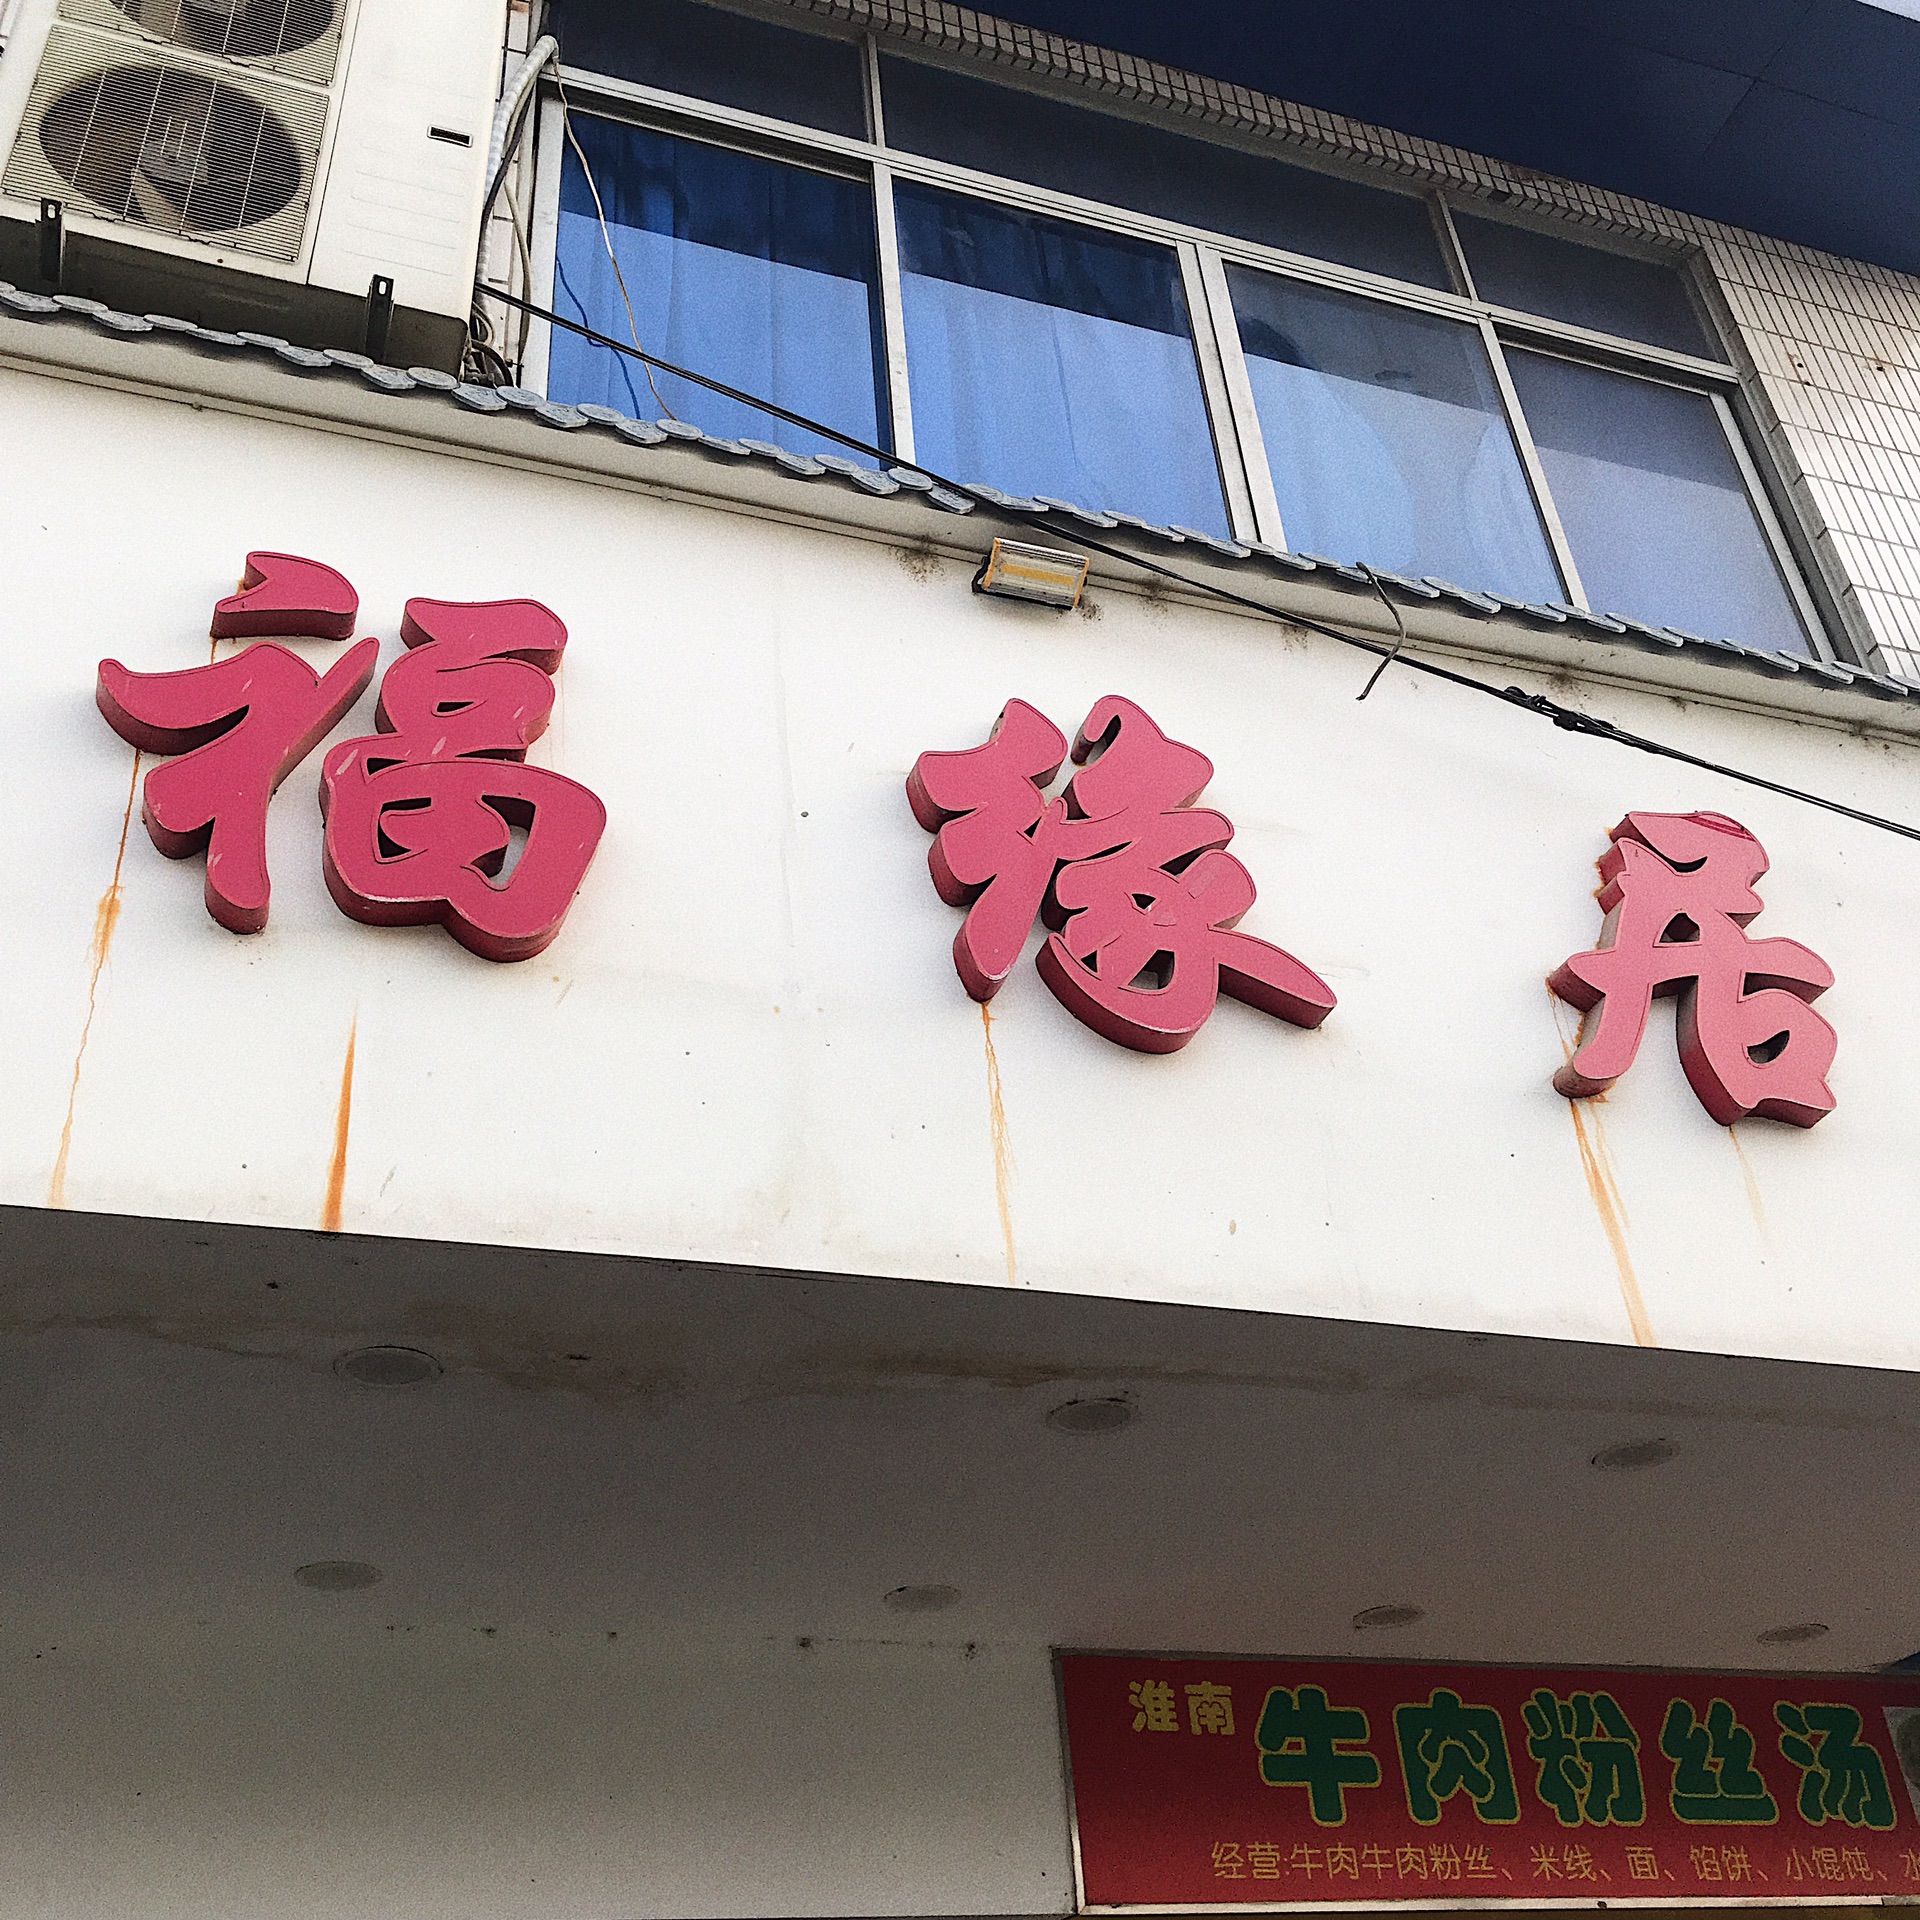 福缘居
淮南 牛肉粉丝汤
经营:牛肉牛肉粉丝、米线、面、馅饼、小馄饨、水